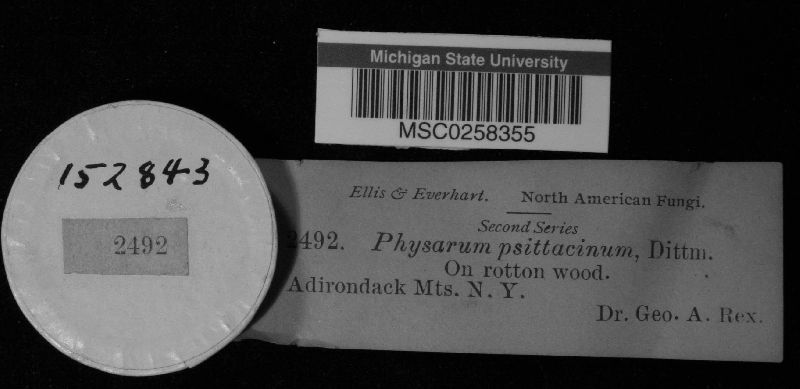 Michigan State University
MSC0258355
152843
2492
Ellis & Everhart. North American Fungi.
Second Series
2492. Physarum psittacinum, Dittm.
On rotton wood.
Adirondack Mts. N. Y.
Dr. Geo. A. Rex.